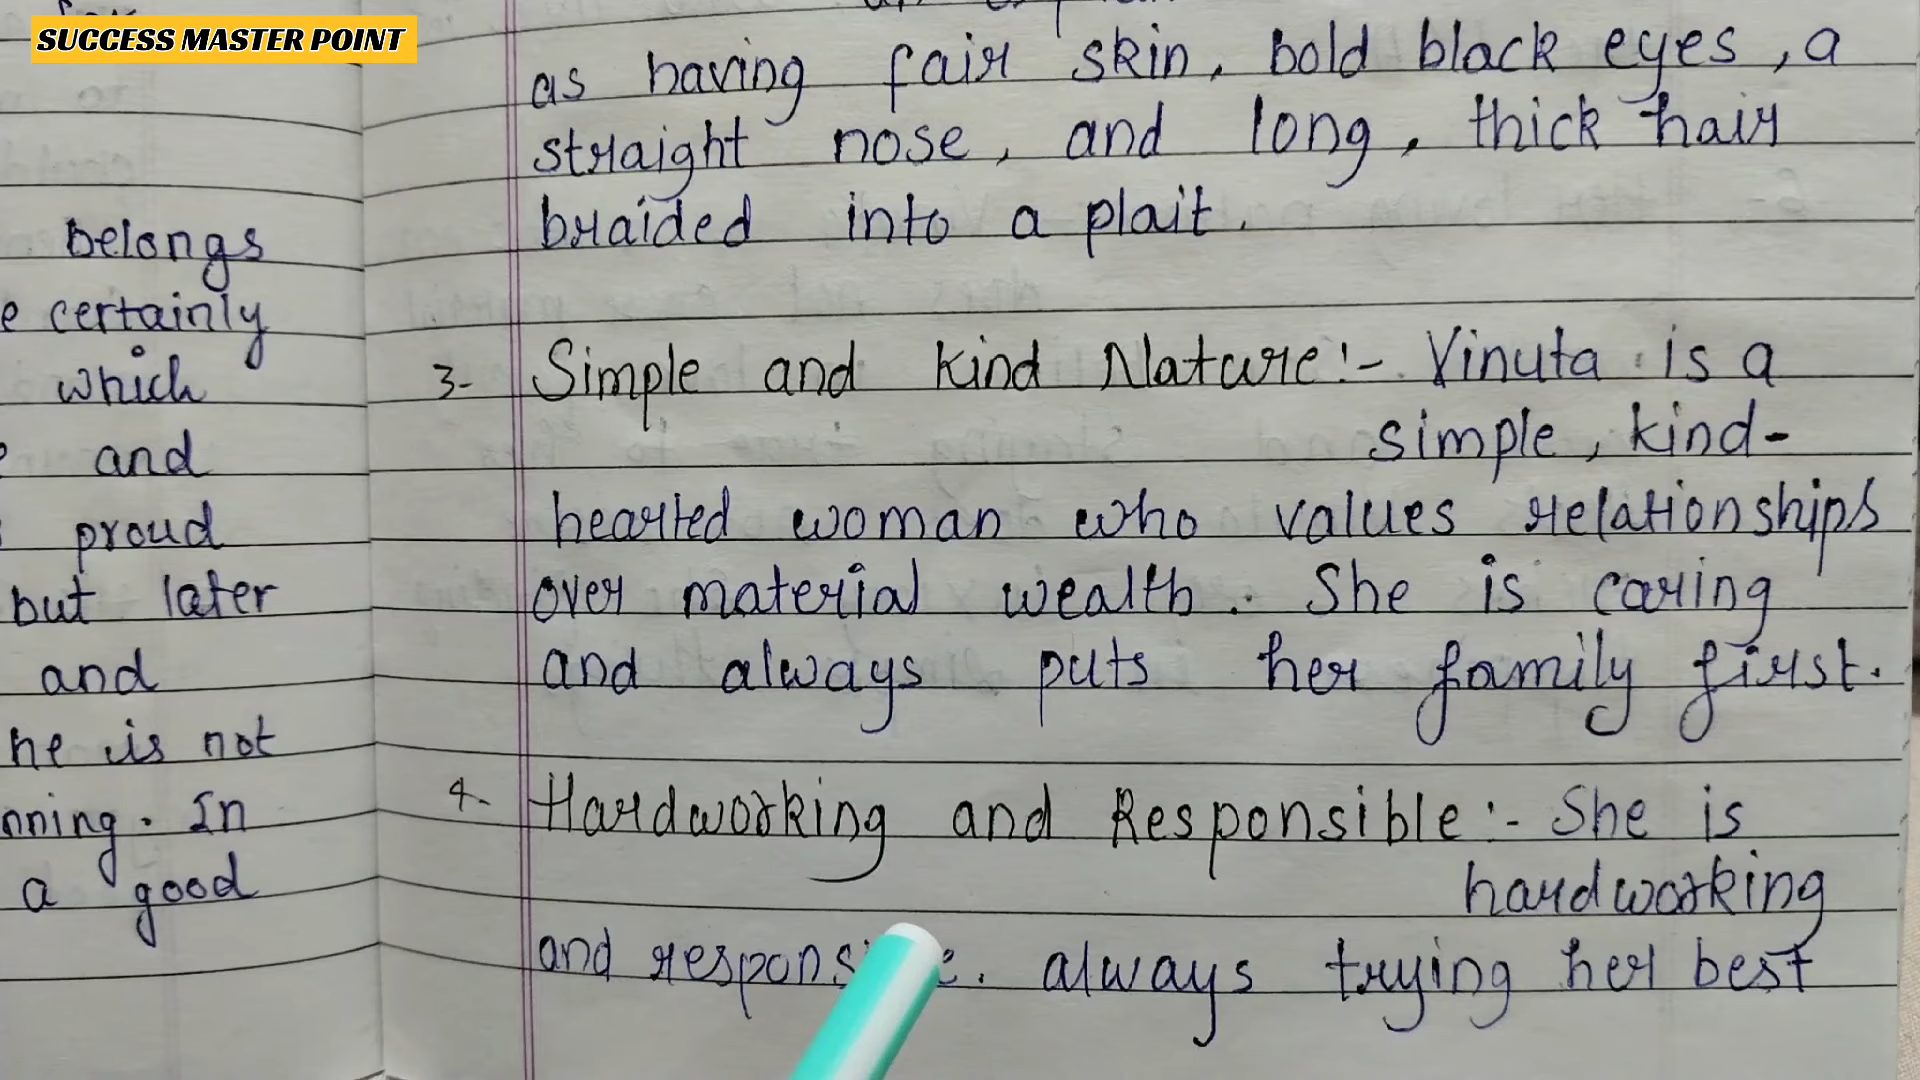 SUCCESS MASTER POINT
belongs
e certainly
which
and
proud
but later
and
he is not
nning. In
a good
as having fair skin, bold black eyes, a
straight nose, and long, thick hair
braided into a plait.
3- Simple and Kind Nature:- Vinuta is a
simple, kind-
hearted woman who values relationships
over material wealth. She is caring
and always puts her family first.
4- Hardworking and Responsible:- She is
hardworking
and always trying her best